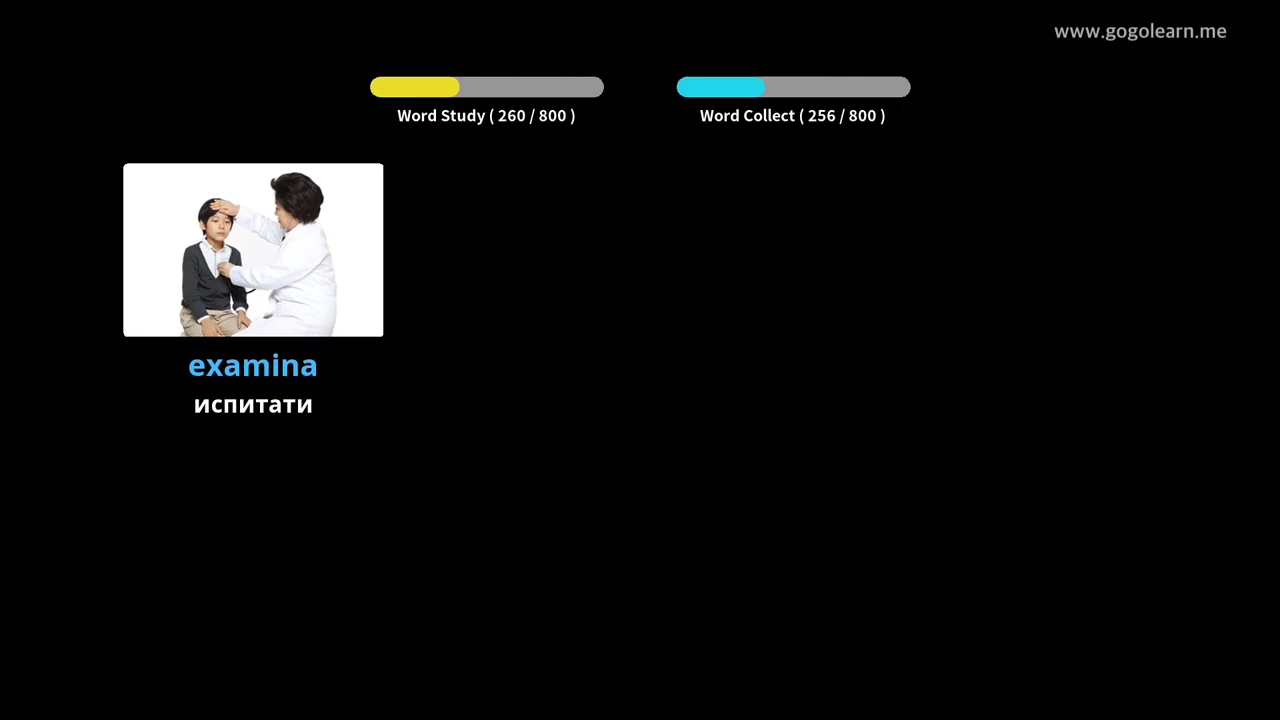 www.gogolearn.me
Word Study ( 260 / 800 )
Word Collect ( 256 / 800 )
examina
испитати